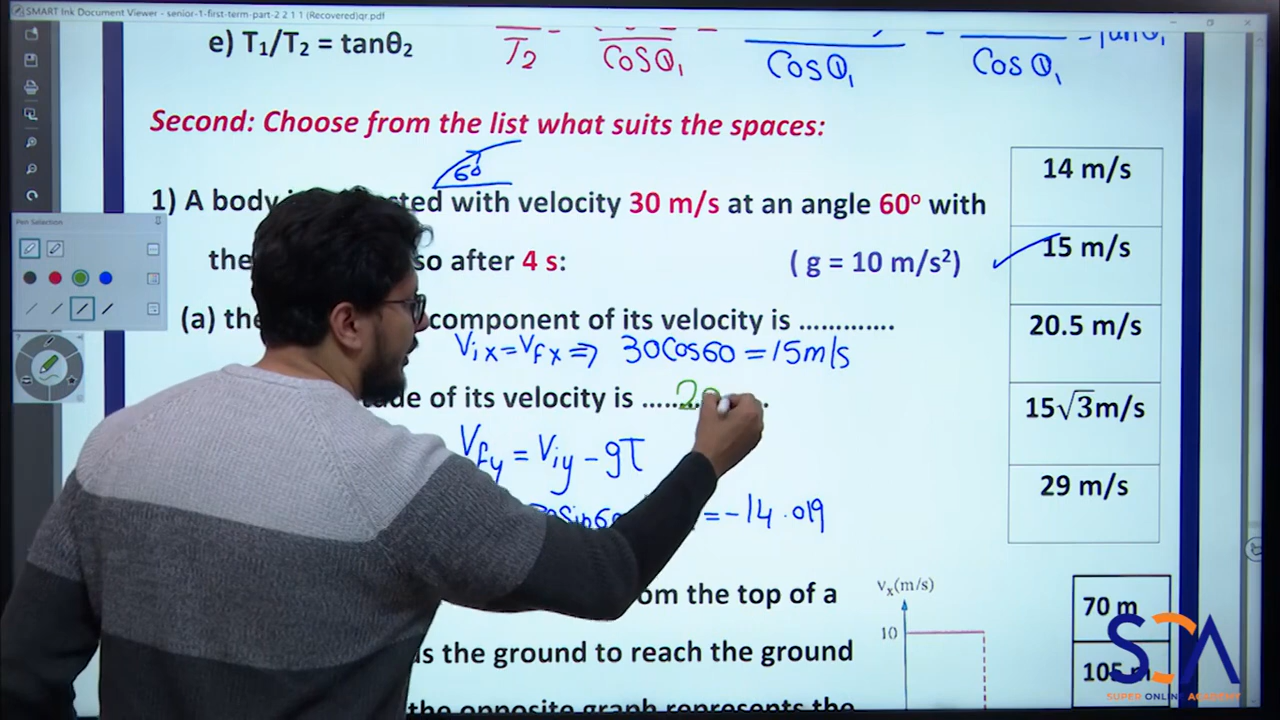 SMART Ink Document Viewer - senior-1-first-term-part-2 2 1 1 (Recovered)qr.pdf
e) T₁/T₂ = tanθ₂
T₂ Cosθ₁ Cosθ₁ Cosθ₁
Second: Choose from the list what suits the spaces:
60
1) A body with velocity 30 m/s at an angle 60° with
the so after 4 s: ( g = 10 m/s²)
(a) the component of its velocity is .............
Vix = Vfx ⇒ 30Cos60 = 15m/s
of its velocity is
Vfy = Viy - gT
= -14.019
14 m/s
15 m/s
20.5 m/s
15√3m/s
29 m/s
Pen Selection
om the top of a
the ground to reach the ground
the opposite graph represents the
vₓ(m/s)
10
70 m
105
SOA
SUPER ONLINE ACADEMY